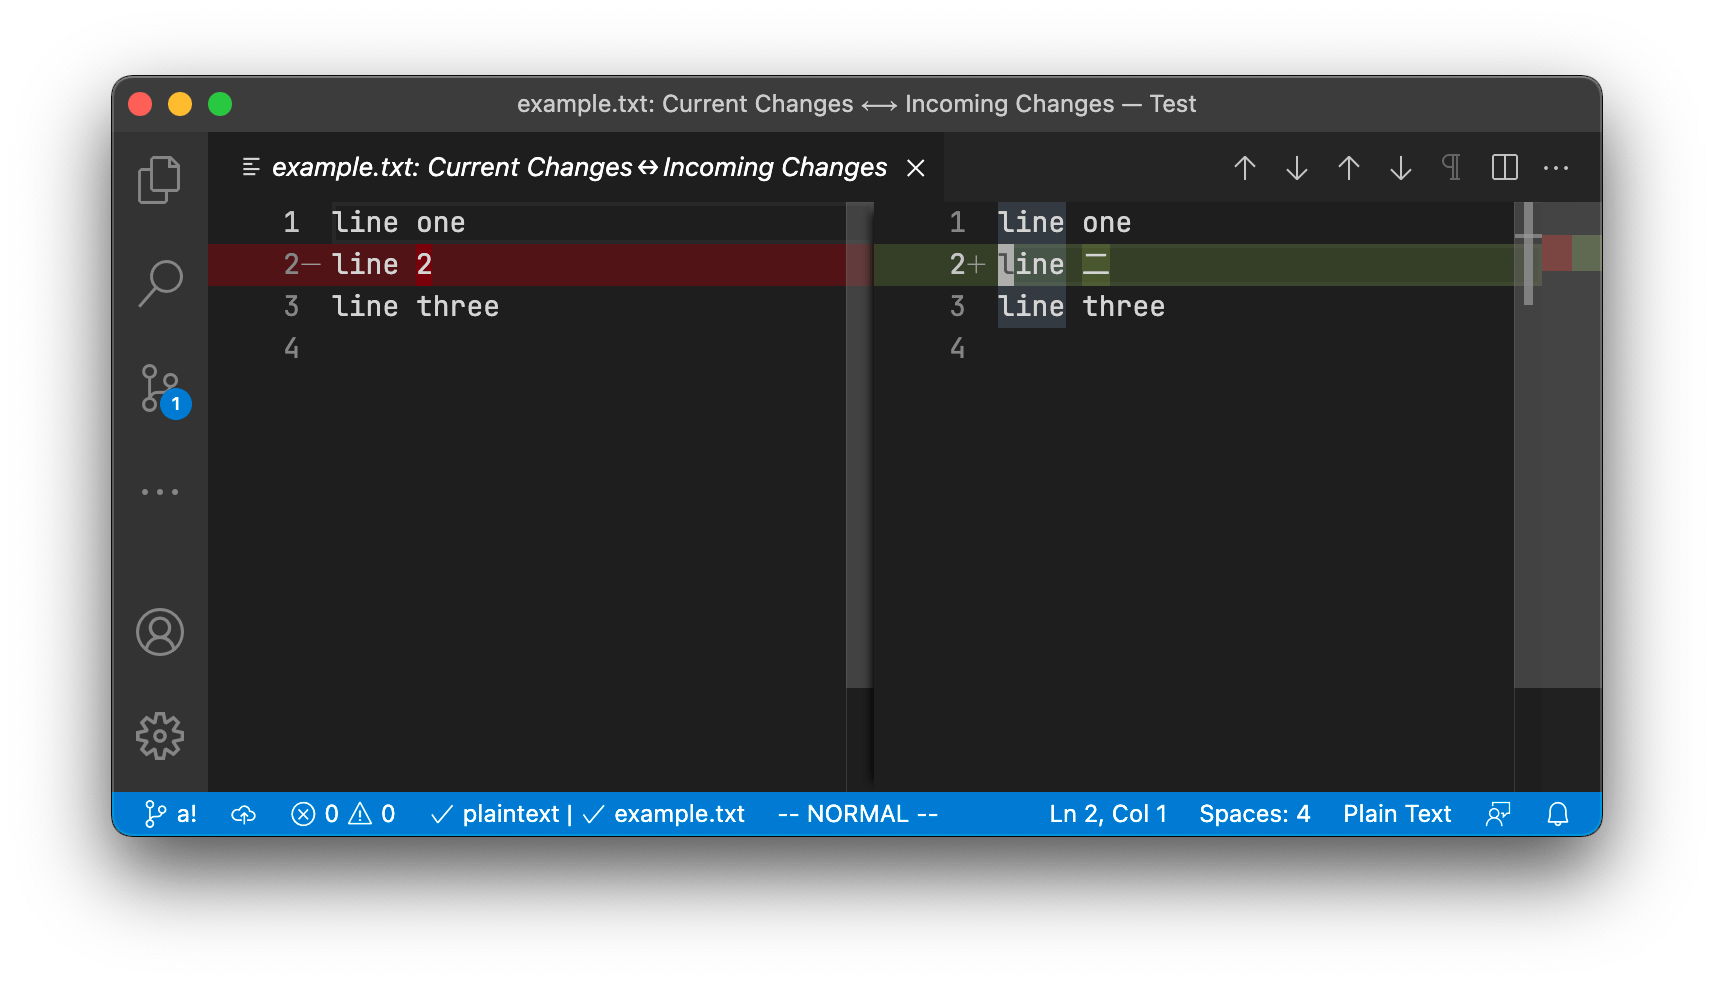 example.txt: Current Changes ⟷ Incoming Changes — Test
example.txt: Current Changes↔Incoming Changes
1 line one
2— line 2
3 line three
4
1 line one
2+ line 二
3 line three
4
1
a! 0 0 plaintext | example.txt -- NORMAL -- Ln 2, Col 1 Spaces: 4 Plain Text